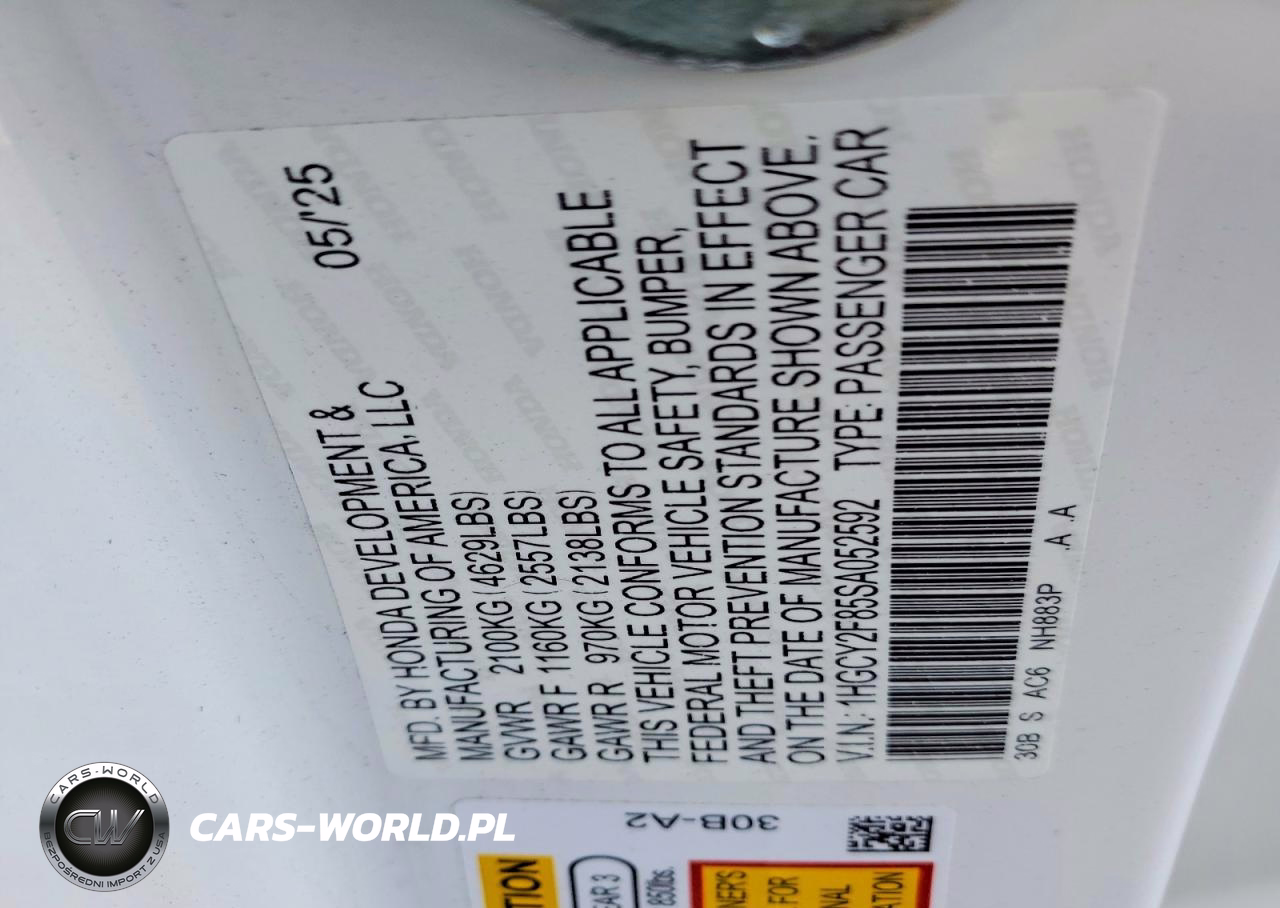 MFD. BY HONDA DEVELOPMENT &
MANUFACTURING OF AMERICA, LLC 05/'25
GVWR 2100KG (4629LBS)
GAWR F 1160KG (2557LBS)
GAWR R 970KG (2138LBS)
THIS VEHICLE CONFORMS TO ALL APPLICABLE
FEDERAL MOTOR VEHICLE SAFETY, BUMPER,
AND THEFT PREVENTION STANDARDS IN EFFECT
ON THE DATE OF MANUFACTURE SHOWN ABOVE.
V.I.N.: 1HGCY2F85SA052592 TYPE: PASSENGER CAR
30B S AC6 NH883P .A .A
30B-A2
850lbs.
FOR
CARS-WORLD
CW
BEZPOŚREDNI IMPORT Z USA
CARS-WORLD.PL